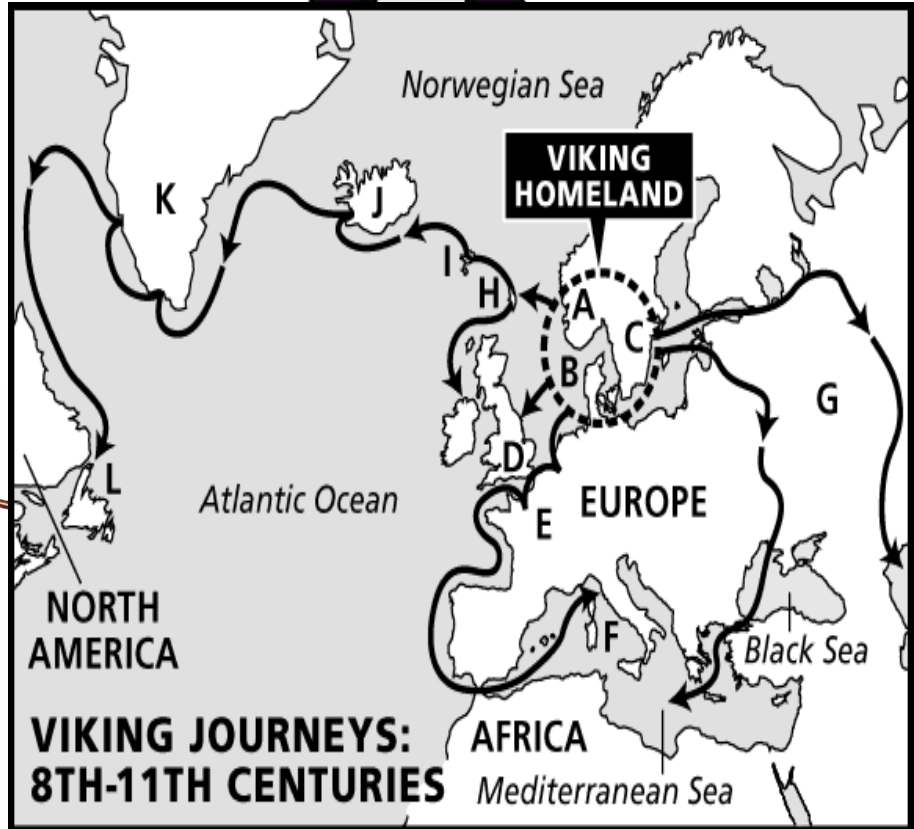 Norwegian Sea
VIKING
HOMELAND
K
J
I
H
A
C
B
G
L
D
Atlantic Ocean
EUROPE
E
NORTH
AMERICA
F
Black Sea
VIKING JOURNEYS:
8TH-11TH CENTURIES
AFRICA
Mediterranean Sea